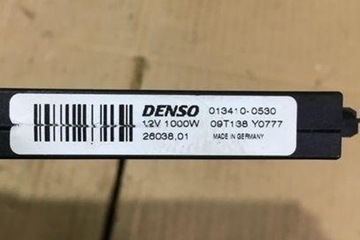 DENSO 013410-0530
12V 1000W 09T138 Y0777
26038.01 MADE IN GERMANY